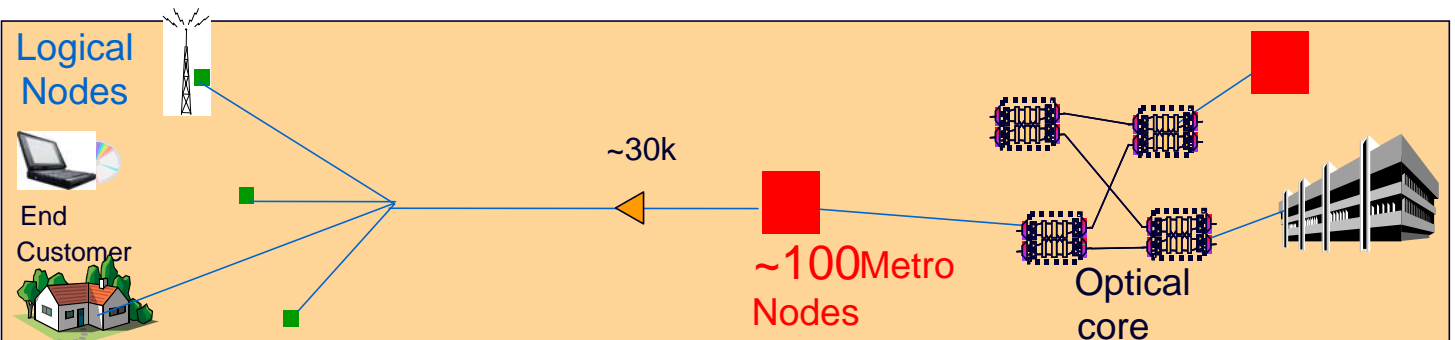 Logical
Nodes
End
Customer
~30k
~100Metro
Nodes
Optical
core